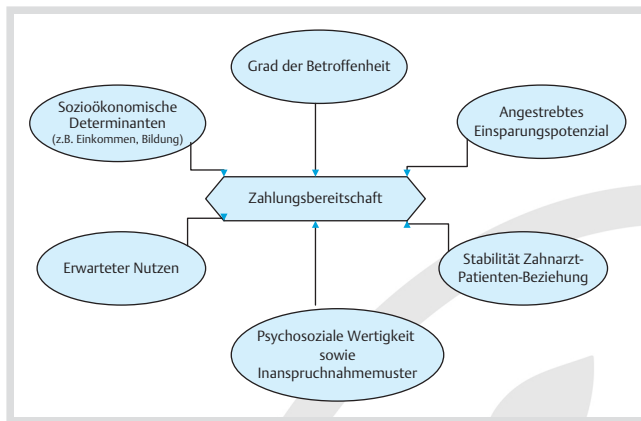 Grad der Betroffenheit
Sozioökonomische
Determinanten
(z.B. Einkommen, Bildung)
Angestrebtes
Einsparungspotenzial
Zahlungsbereitschaft
Erwarteter Nutzen
Stabilität Zahnarzt-
Patienten-Beziehung
Psychosoziale Wertigkeit
sowie
Inanspruchnahmemuster